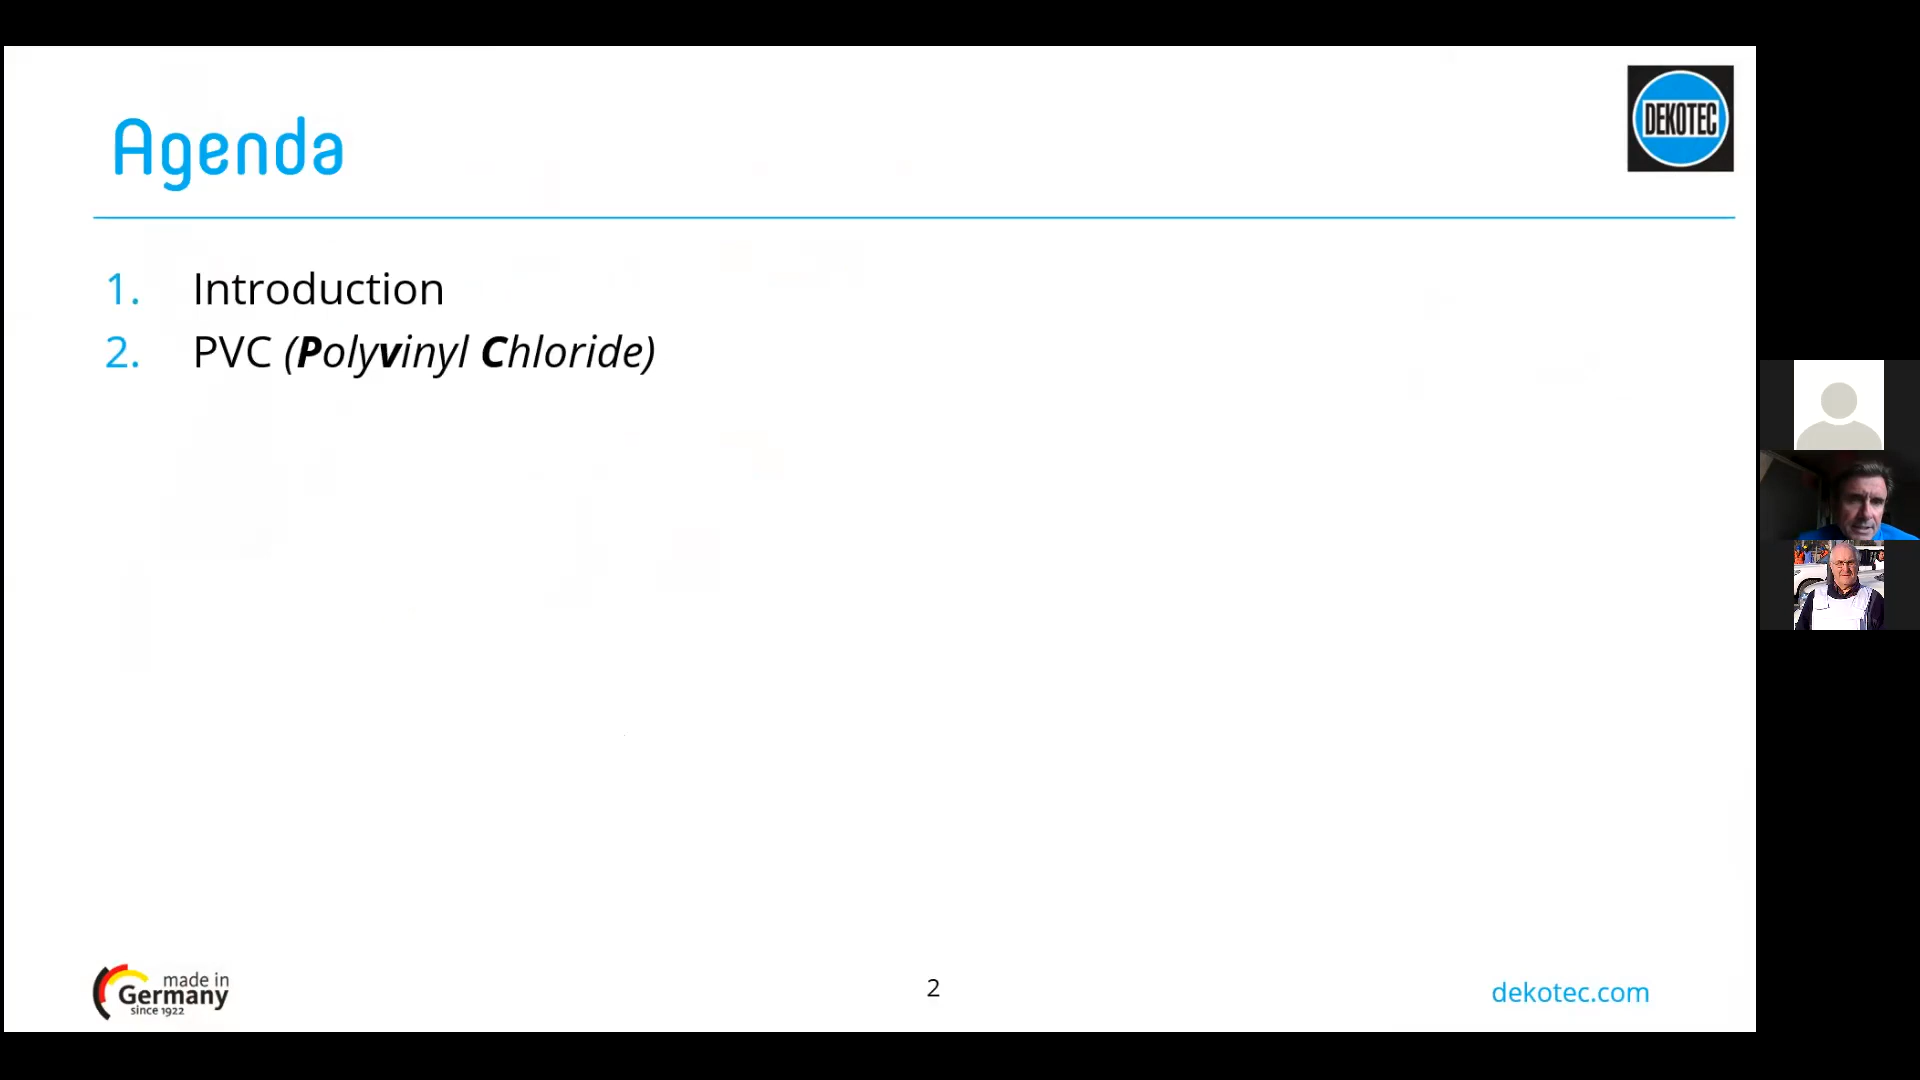 Agenda
DEKOTEC
1. Introduction
2. PVC (Polyvinyl Chloride)
made in
Germany
since 1922
2
dekotec.com